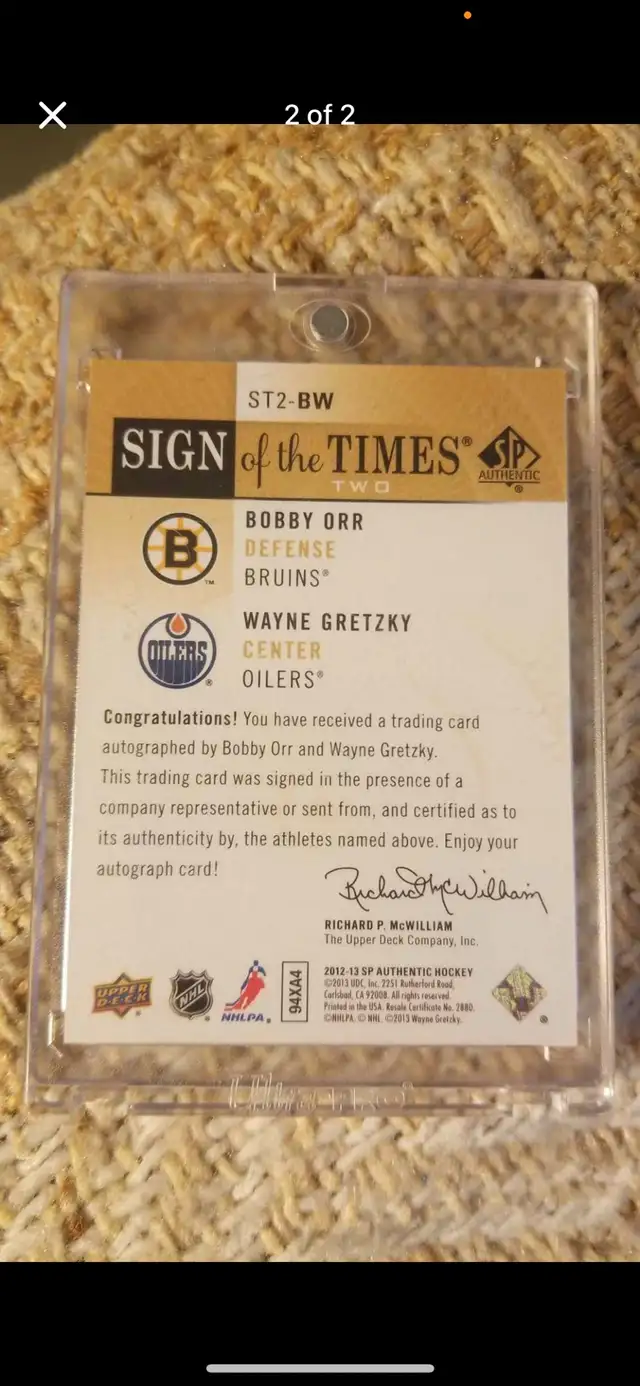 2 of 2
ST2-BW
SIGN of the TIMES®
TWO
SP
AUTHENTIC
®
BOBBY ORR
DEFENSE
BRUINS®
B
™
WAYNE GRETZKY
CENTER
OILERS®
OILERS
®
Congratulations! You have received a trading card
autographed by Bobby Orr and Wayne Gretzky.
This trading card was signed in the presence of a
company representative or sent from, and certified as to
its authenticity by, the athletes named above. Enjoy your
autograph card!
Richard McWilliam
RICHARD P. McWILLIAM
The Upper Deck Company, Inc.
UPPER
DECK
NHL
NHLPA
94XA4
2012-13 SP AUTHENTIC HOCKEY
©2013 UDC, Inc. 2251 Rutherford Road,
Carlsbad, CA 92008. All rights reserved.
Printed in the USA. Resale Certificate No. 2880.
©NHLPA. © NHL. ©2013 Wayne Gretzky.